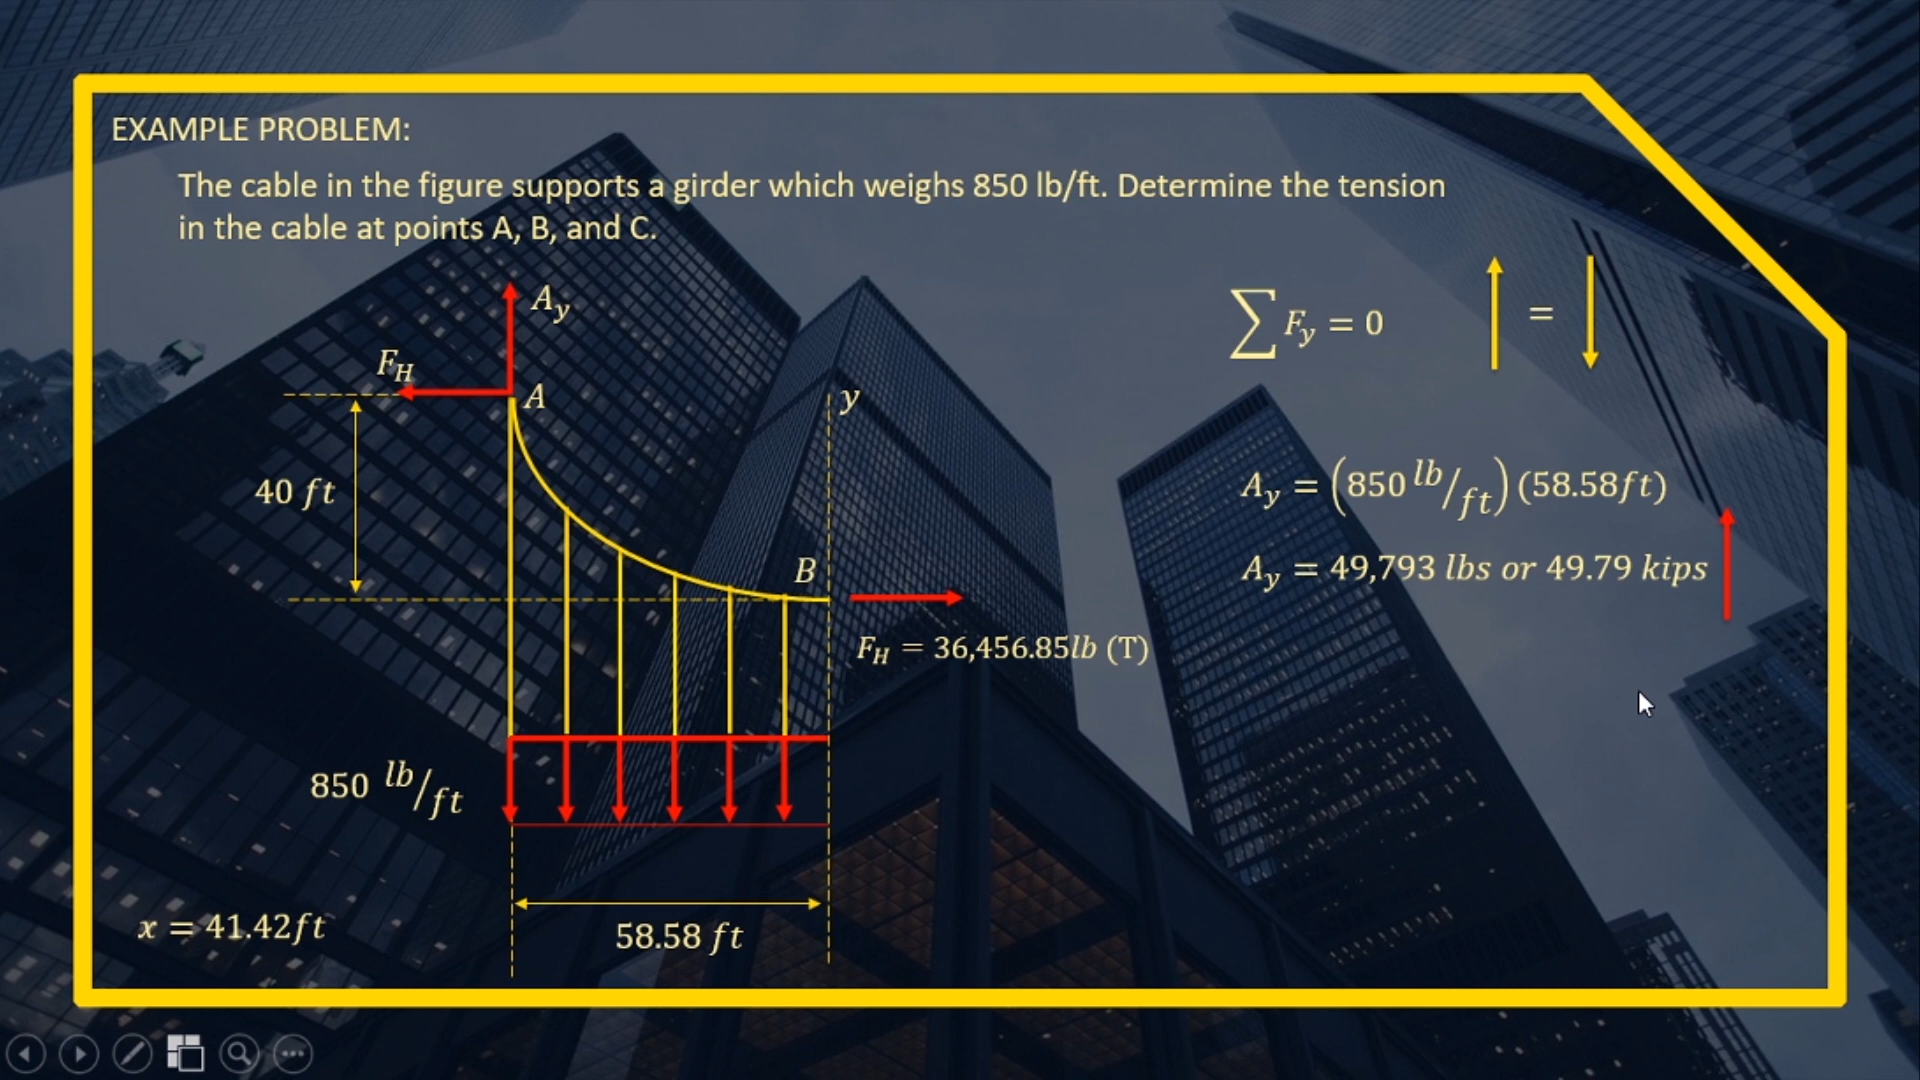 EXAMPLE PROBLEM:
The cable in the figure supports a girder which weighs 850 lb/ft. Determine the tension
in the cable at points A, B, and C.
A_y
∑ F_y = 0
=
F_H
A
y
40 ft
A_y = (850 lb/ft)(58.58ft)
B
A_y = 49,793 lbs or 49.79 kips
F_H = 36,456.85lb (T)
850 lb/ft
x = 41.42ft
58.58 ft